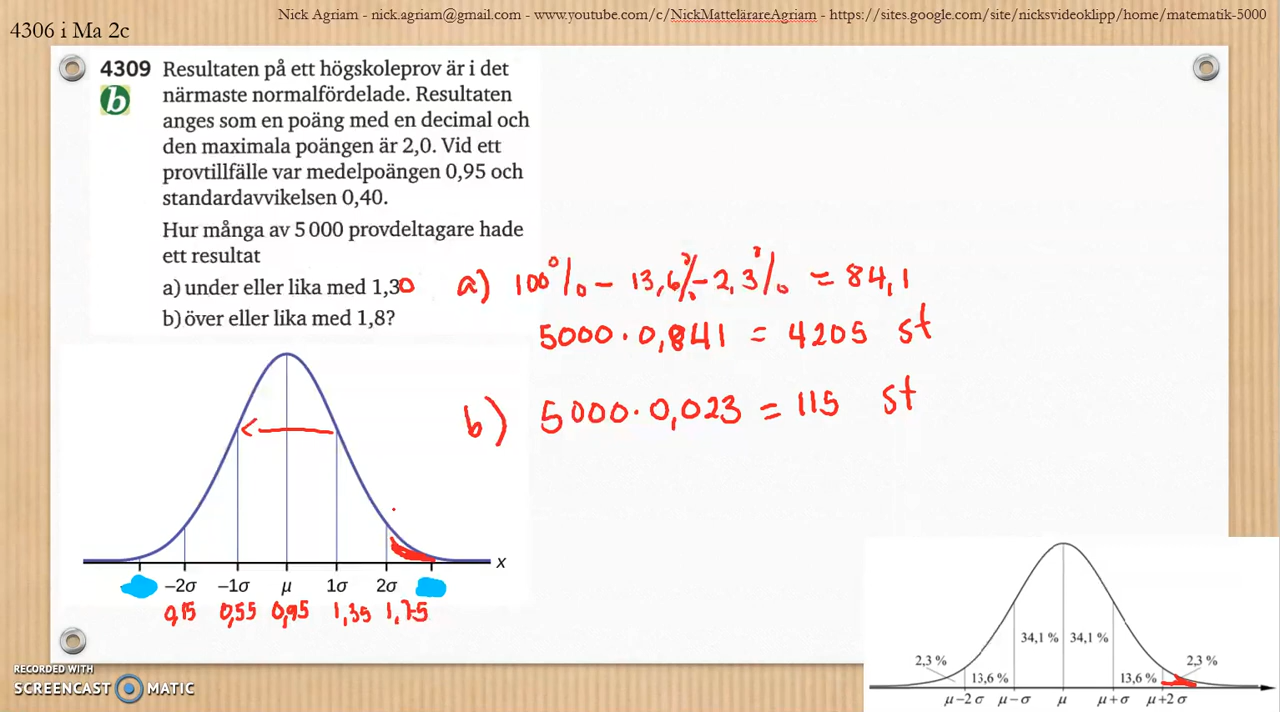 Nick Agriam - nick.agriam@gmail.com - www.youtube.com/c/NickMattelärareAgriam - https://sites.google.com/site/nicksvideoklipp/home/matematik-5000
4306 i Ma 2c
4309 Resultaten på ett högskoleprov är i det
b närmaste normalfördelade. Resultaten
anges som en poäng med en decimal och
den maximala poängen är 2,0. Vid ett
provtillfälle var medelpoängen 0,95 och
standardavvikelsen 0,40.
Hur många av 5 000 provdeltagare hade
ett resultat
a) under eller lika med 1,30
b) över eller lika med 1,8?
a) 100% - 13,6% - 2,3% = 84,1
5000 · 0,841 = 4205 st
b) 5000 · 0,023 = 115 st
x
-2σ -1σ μ 1σ 2σ
0,15 0,55 0,95 1,35 1,75
34,1 % 34,1 %
2,3 % 2,3 %
13,6 % 13,6 %
μ-2σ μ-σ μ μ+σ μ+2σ
RECORDED WITH
SCREENCAST MATIC